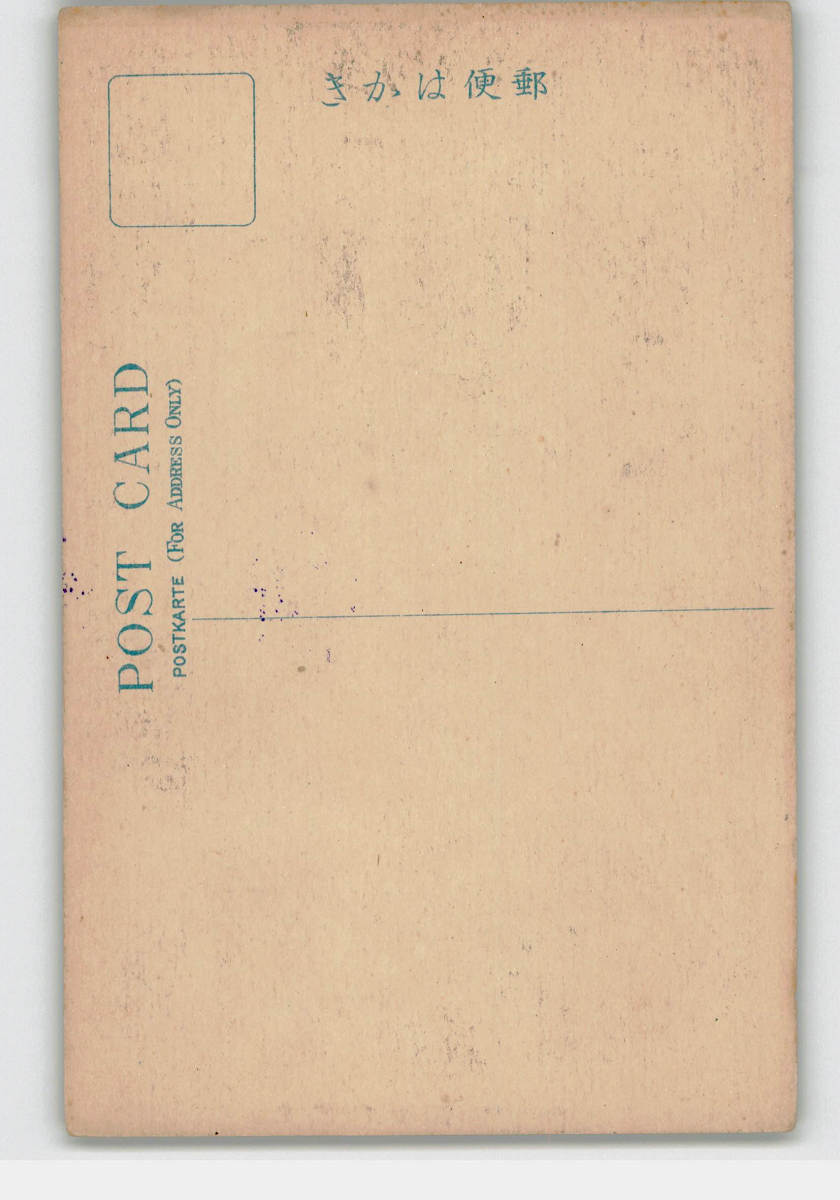 郵便はかき
POST CARD
POSTKARTE (FOR ADDRESS ONLY)